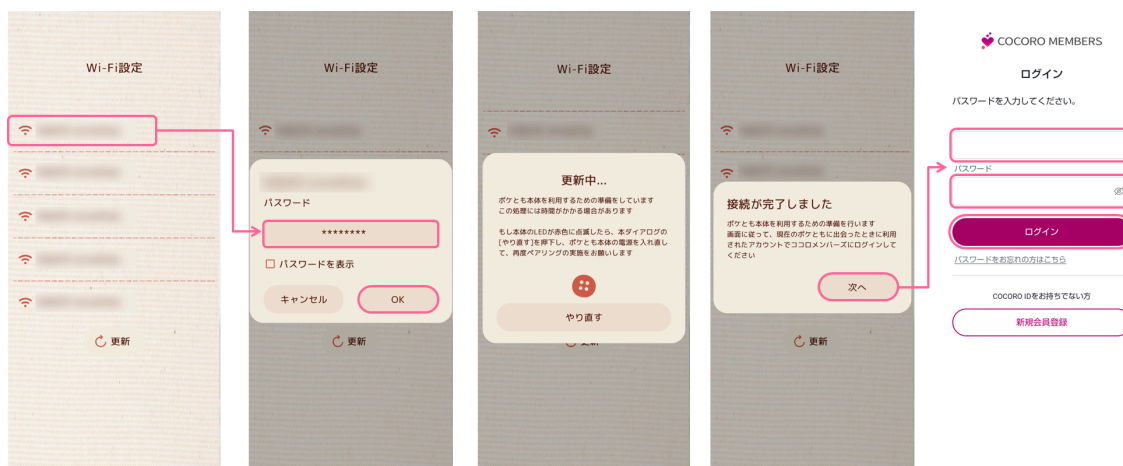 Wi-Fi設定
更新
Wi-Fi設定
パスワード
********
パスワードを表示
キャンセル
OK
更新
Wi-Fi設定
更新中...
ポケとも本体を利用するための準備をしています
この処理には時間がかかる場合があります
もし本体のLEDが赤色に点滅したら、本ダイアログの
[やり直す]を押下し、ポケとも本体の電源を入れ直し
て、再度ペアリングの実施をお願いします
やり直す
Wi-Fi設定
接続が完了しました
ポケとも本体を利用するための準備を行います
画面に従って、現在のポケともに出会ったときに利用
されたアカウントでココロメンバーズにログインして
ください
次へ
更新
COCORO MEMBERS
ログイン
パスワードを入力してください。
パスワード
ログイン
パスワードをお忘れの方はこちら
COCORO IDをお持ちでない方
新規会員登録